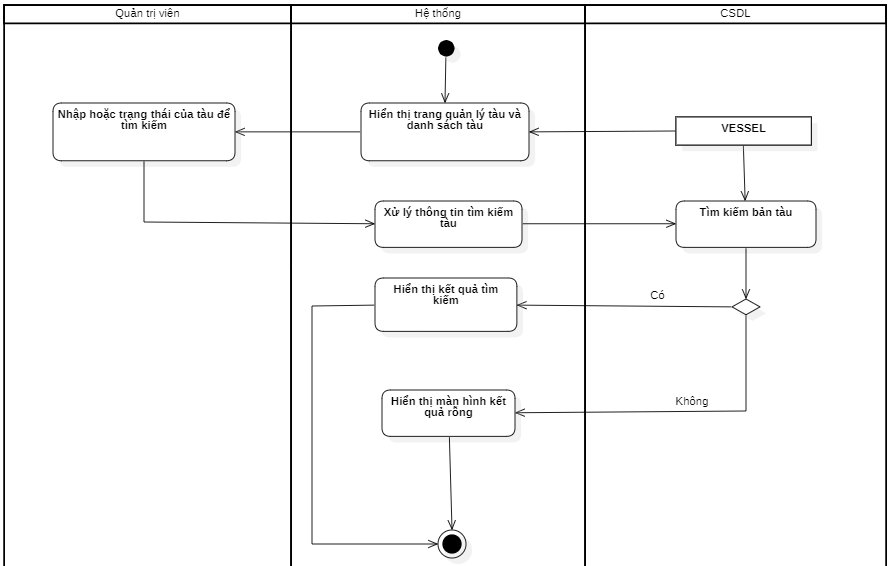 Quản trị viên
Hệ thống
CSDL
Nhập hoặc trạng thái của tàu để
tìm kiếm
Hiển thị trang quản lý tàu và
danh sách tàu
VESSEL
Xử lý thông tin tìm kiếm
tàu
Tìm kiếm bản tàu
Hiển thị kết quả tìm
kiếm
Có
Hiển thị màn hình kết
quả rỗng
Không